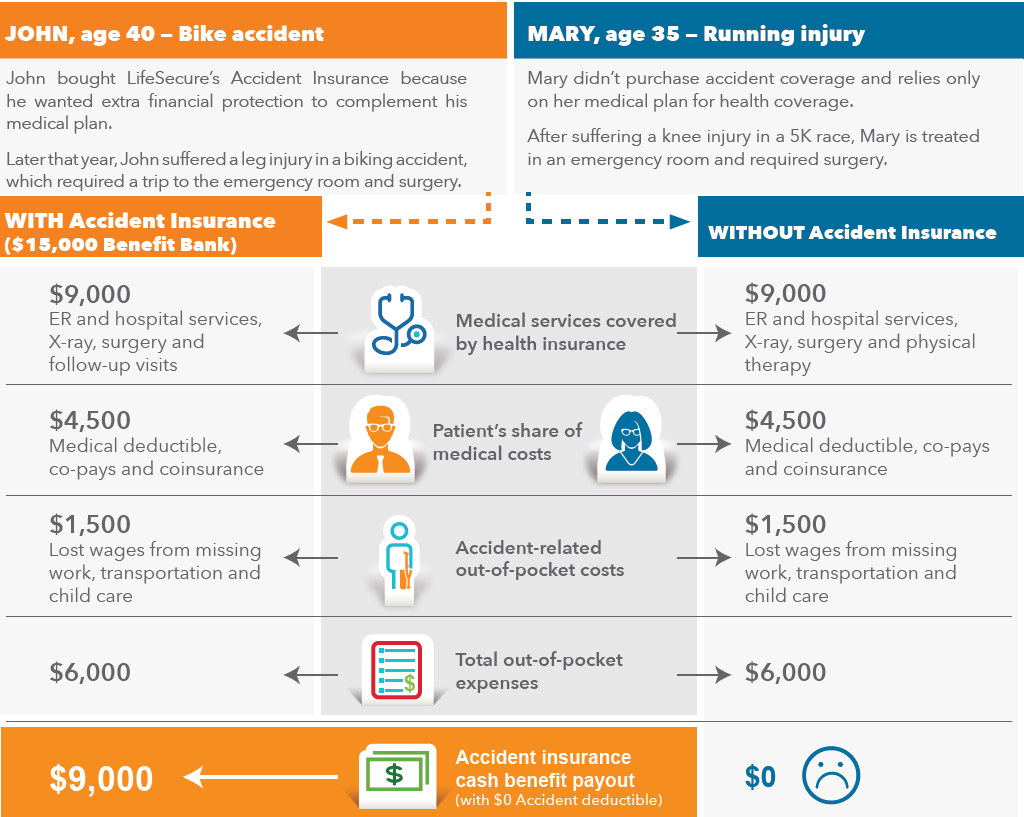 JOHN, age 40 – Bike accident
John bought LifeSecure's Accident Insurance because
he wanted extra financial protection to complement his
medical plan.
Later that year, John suffered a leg injury in a biking accident,
which required a trip to the emergency room and surgery.
MARY, age 35 – Running injury
Mary didn't purchase accident coverage and relies only
on her medical plan for health coverage.
After suffering a knee injury in a 5K race, Mary is treated
in an emergency room and required surgery.
WITH Accident Insurance
($15,000 Benefit Bank)
WITHOUT Accident Insurance
$9,000
ER and hospital services,
X-ray, surgery and
follow-up visits
Medical services covered
by health insurance
$9,000
ER and hospital services,
X-ray, surgery and physical
therapy
$4,500
Medical deductible,
co-pays and coinsurance
Patient's share of
medical costs
$4,500
Medical deductible, co-pays
and coinsurance
$1,500
Lost wages from missing
work, transportation and
child care
Accident-related
out-of-pocket costs
$1,500
Lost wages from missing
work, transportation and
child care
$6,000
$
Total out-of-pocket
expenses
$6,000
$9,000
$
Accident insurance
cash benefit payout
(with $0 Accident deductible)
$0